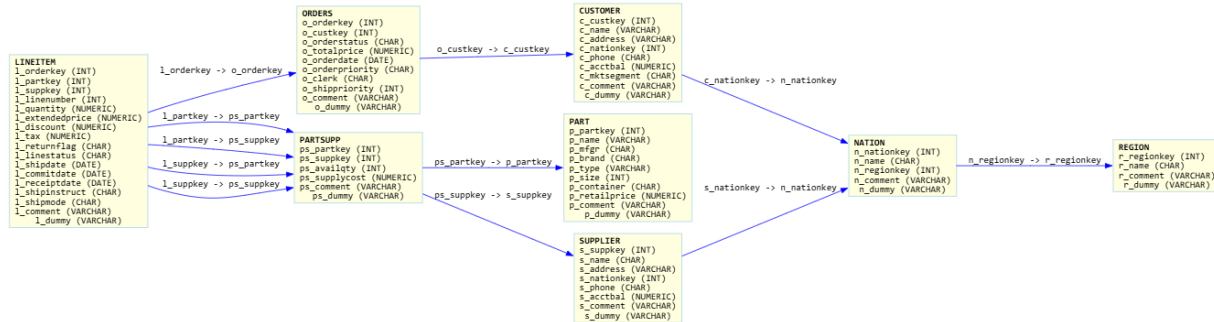 LINEITEM
l_orderkey (INT)
l_partkey (INT)
l_suppkey (INT)
l_linenumber (INT)
l_quantity (NUMERIC)
l_extendedprice (NUMERIC)
l_discount (NUMERIC)
l_tax (NUMERIC)
l_returnflag (CHAR)
l_linestatus (CHAR)
l_shipdate (DATE)
l_commitdate (DATE)
l_receiptdate (DATE)
l_shipinstruct (CHAR)
l_shipmode (CHAR)
l_comment (VARCHAR)
l_dummy (VARCHAR)
l_orderkey -> o_orderkey
l_partkey -> ps_partkey
l_partkey -> ps_suppkey
l_suppkey -> ps_partkey
l_suppkey -> ps_suppkey
ORDERS
o_orderkey (INT)
o_custkey (INT)
o_orderstatus (CHAR)
o_totalprice (NUMERIC)
o_orderdate (DATE)
o_orderpriority (CHAR)
o_clerk (CHAR)
o_shippriority (INT)
o_comment (VARCHAR)
o_dummy (VARCHAR)
PARTSUPP
ps_partkey (INT)
ps_suppkey (INT)
ps_availqty (INT)
ps_supplycost (NUMERIC)
ps_comment (VARCHAR)
ps_dummy (VARCHAR)
o_custkey -> c_custkey
ps_partkey -> p_partkey
ps_suppkey -> s_suppkey
CUSTOMER
c_custkey (INT)
c_name (VARCHAR)
c_address (VARCHAR)
c_nationkey (INT)
c_phone (CHAR)
c_acctbal (NUMERIC)
c_mktsegment (CHAR)
c_comment (VARCHAR)
c_dummy (VARCHAR)
PART
p_partkey (INT)
p_name (VARCHAR)
p_mfgr (CHAR)
p_brand (CHAR)
p_type (VARCHAR)
p_size (INT)
p_container (CHAR)
p_retailprice (NUMERIC)
p_comment (VARCHAR)
p_dummy (VARCHAR)
SUPPLIER
s_suppkey (INT)
s_name (CHAR)
s_address (VARCHAR)
s_nationkey (INT)
s_phone (CHAR)
s_acctbal (NUMERIC)
s_comment (VARCHAR)
s_dummy (VARCHAR)
c_nationkey -> n_nationkey
s_nationkey -> n_nationkey
NATION
n_nationkey (INT)
n_name (CHAR)
n_regionkey (INT)
n_comment (VARCHAR)
n_dummy (VARCHAR)
n_regionkey -> r_regionkey
REGION
r_regionkey (INT)
r_name (CHAR)
r_comment (VARCHAR)
r_dummy (VARCHAR)